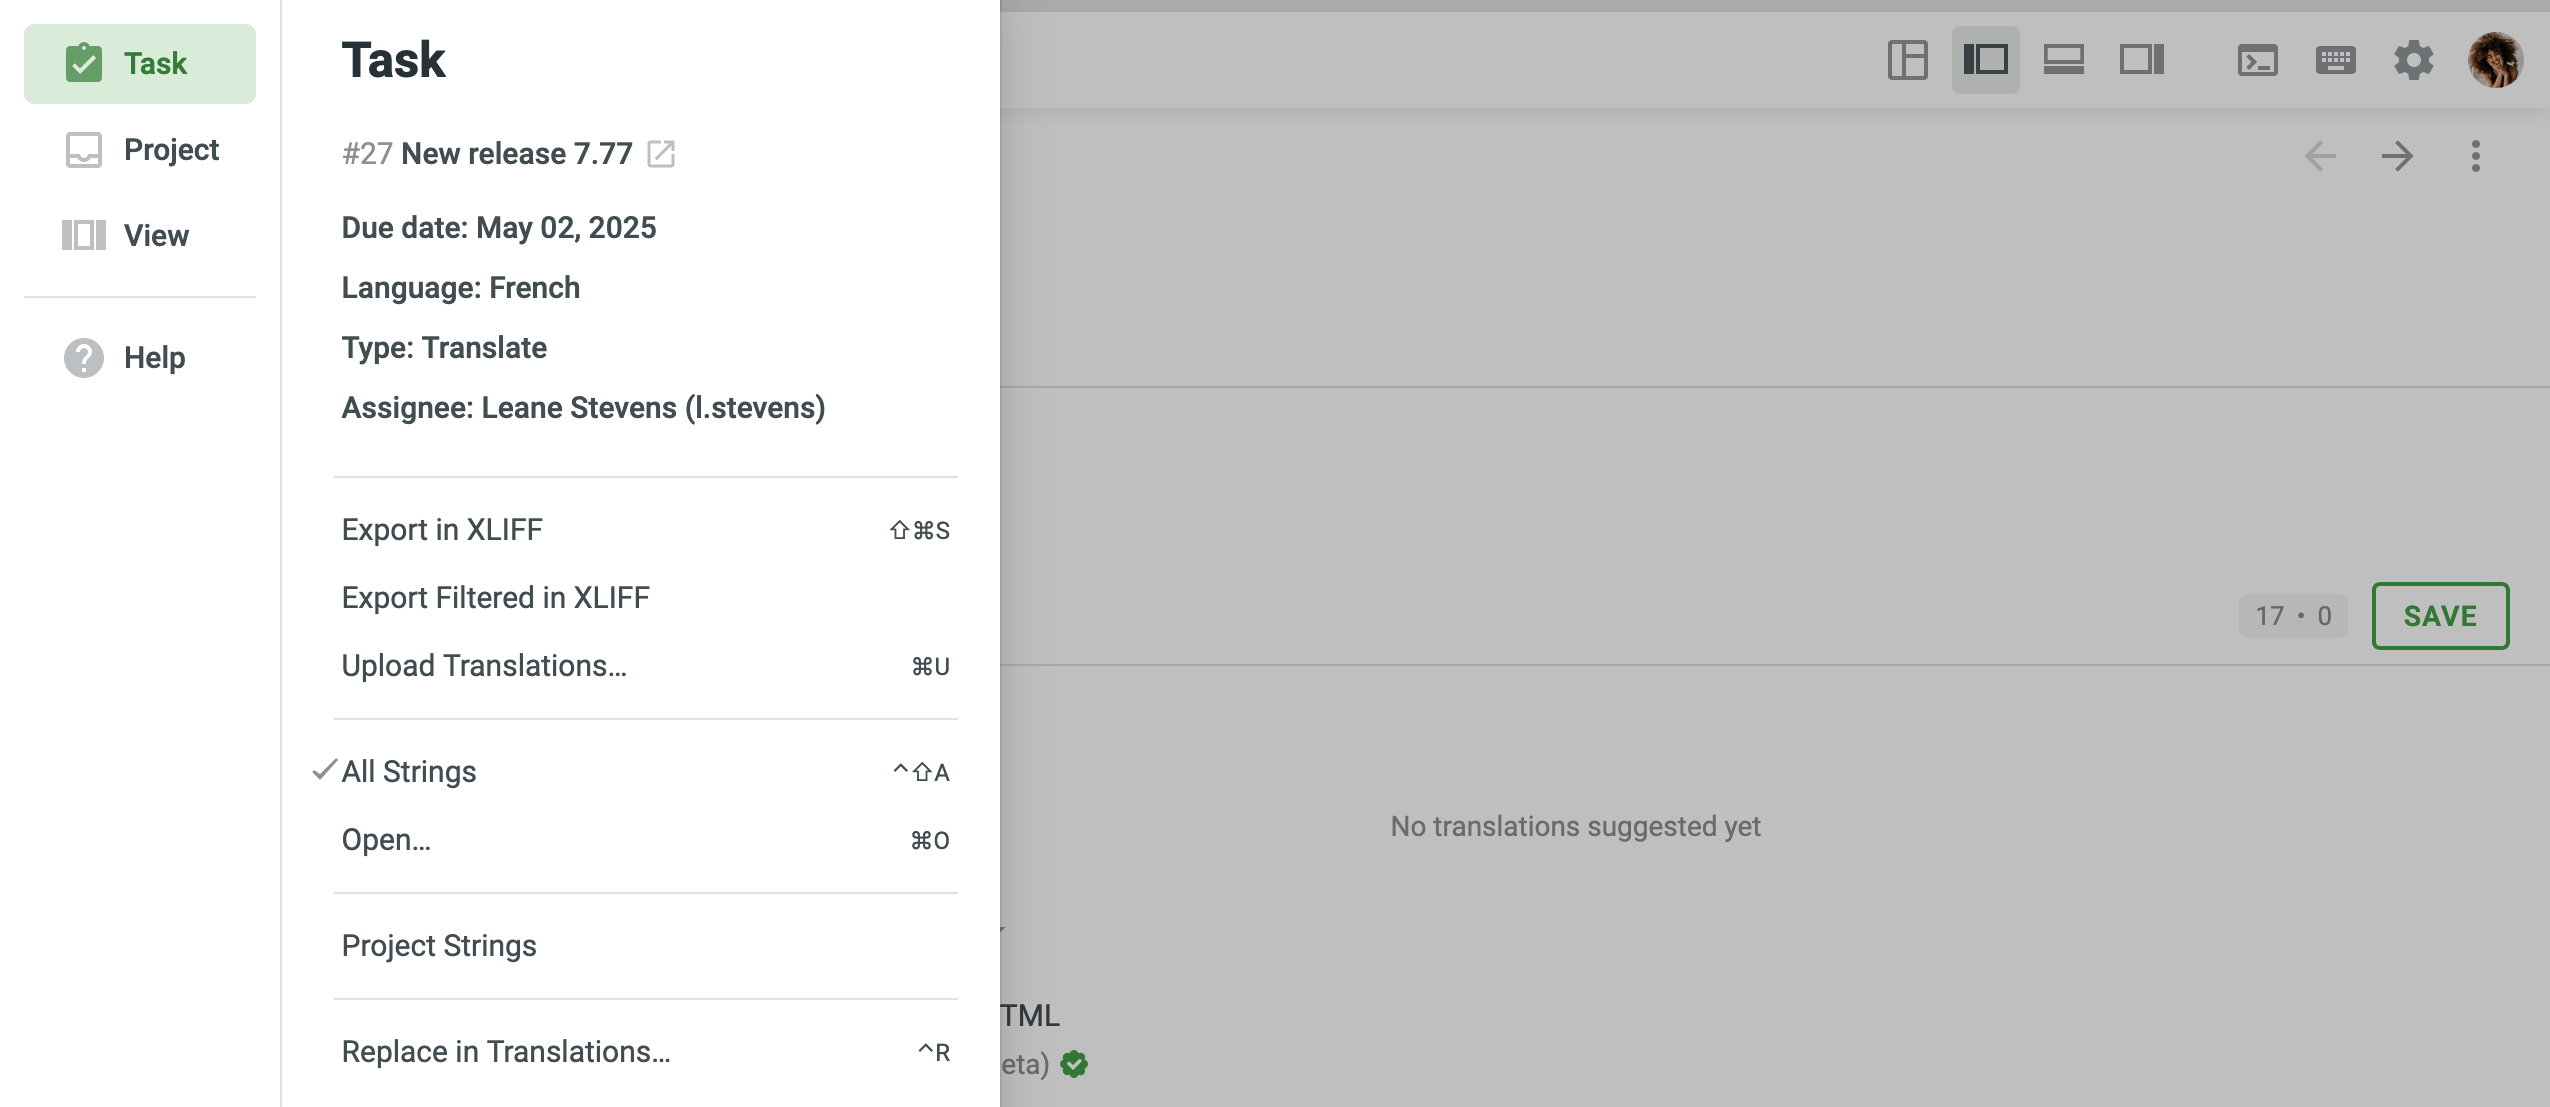 Task
Project
View
Help
Task
#27 New release 7.77
Due date: May 02, 2025
Language: French
Type: Translate
Assignee: Leane Stevens (l.stevens)
Export in XLIFF ⇧⌘S
Export Filtered in XLIFF
Upload Translations... ⌘U
All Strings ^⇧A
Open... ⌘O
Project Strings
Replace in Translations... ^R
17 • 0
SAVE
No translations suggested yet
TML
eta)